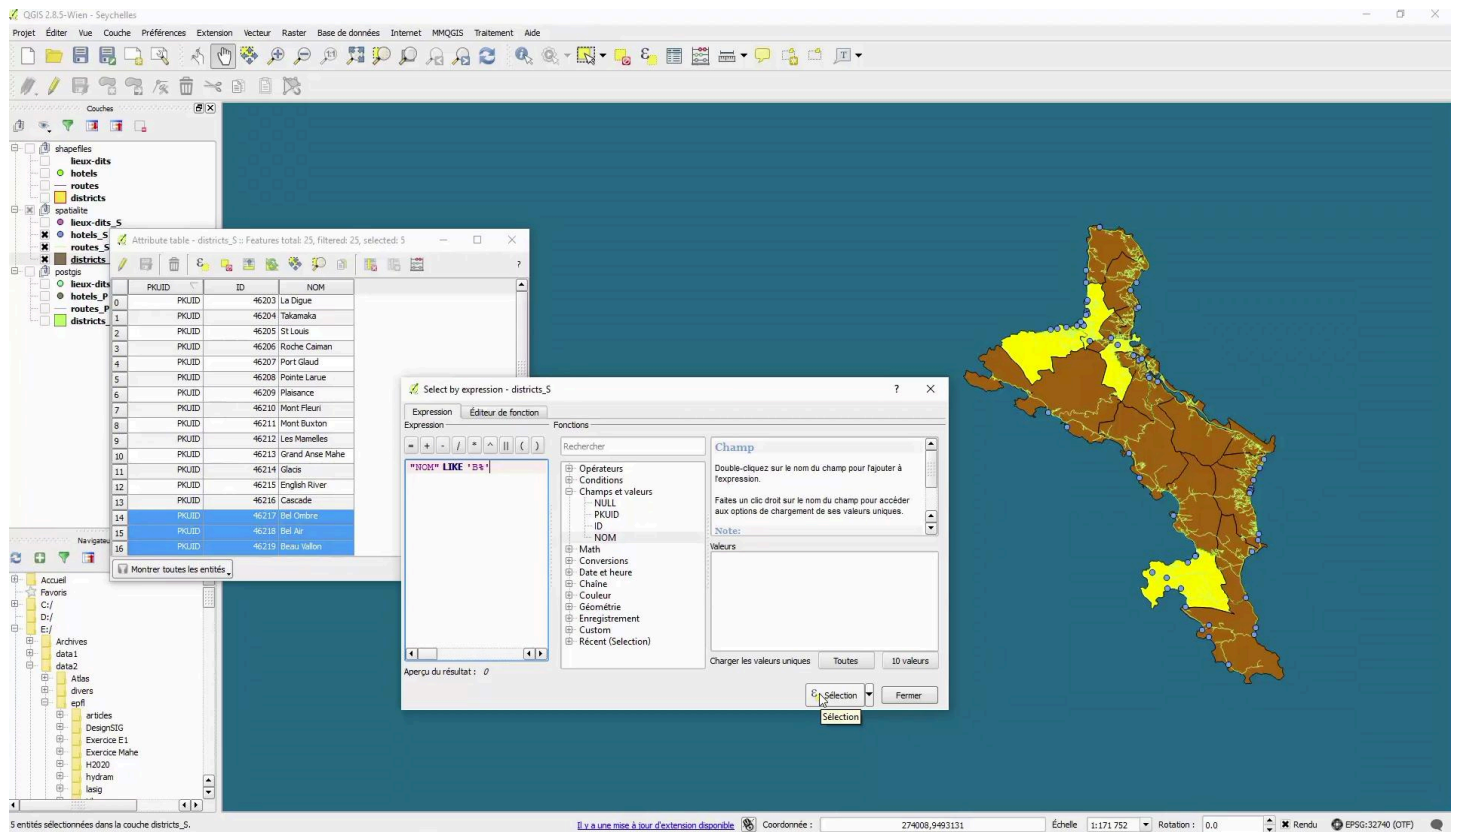 QGIS 2.8.5-Wien - Seychelles
Projet Éditer Vue Couche Préférences Extension Vecteur Raster Base de données Internet MMQGIS Traitement Aide
Couches
shapefiles
lieux-dits
hotels
routes
districts
spatialite
lieux-dits_S
hotels_S
routes_S
districts_
postgis
lieux-dits
hotels_P
routes_P
districts_
Attribute table - districts_S :: Features total: 25, filtered: 25, selected: 5
?
PKUID ID NOM
0 PKUID 46203 La Digue
1 PKUID 46204 Takamaka
2 PKUID 46205 St Louis
3 PKUID 46206 Roche Caiman
4 PKUID 46207 Port Glaud
5 PKUID 46208 Pointe Larue
6 PKUID 46209 Plaisance
7 PKUID 46210 Mont Fleuri
8 PKUID 46211 Mont Buxton
9 PKUID 46212 Les Mamelles
10 PKUID 46213 Grand Anse Mahe
11 PKUID 46214 Glacis
12 PKUID 46215 English River
13 PKUID 46216 Cascade
14 PKUID 46217 Bel Ombre
15 PKUID 46218 Bel Air
16 PKUID 46219 Beau Vallon
Montrer toutes les entités
Select by expression - districts_S
?
Expression Éditeur de fonction
Expression
= + - / * ^ || ( )
"NOM" LIKE 'B%'
Aperçu du résultat : 0
Fonctions
Rechercher
Opérateurs
Conditions
Champs et valeurs
NULL
PKUID
ID
NOM
Math
Conversions
Date et heure
Chaîne
Couleur
Géométrie
Enregistrement
Custom
Récent (Selection)
Champ
Double-cliquez sur le nom du champ pour l'ajouter à
l'expression.
Faites un clic droit sur le nom du champ pour accéder
aux options de chargement de ses valeurs uniques.
Note:
Valeurs
Charger les valeurs uniques Toutes 10 valeurs
Sélection Fermer
Sélection
Navigateu
Accueil
Favoris
C:/
D:/
E:/
Archives
data1
data2
Atlas
divers
epfl
articles
DesignSIG
Exercice E1
Exercice Mahe
H2020
hydram
lasig
5 entités sélectionnées dans la couche districts_S.
Il y a une mise à jour d'extension disponible
Coordonnée : 274008,9493131
Échelle 1:171 752
Rotation : 0.0
Rendu
EPSG:32740 (OTF)